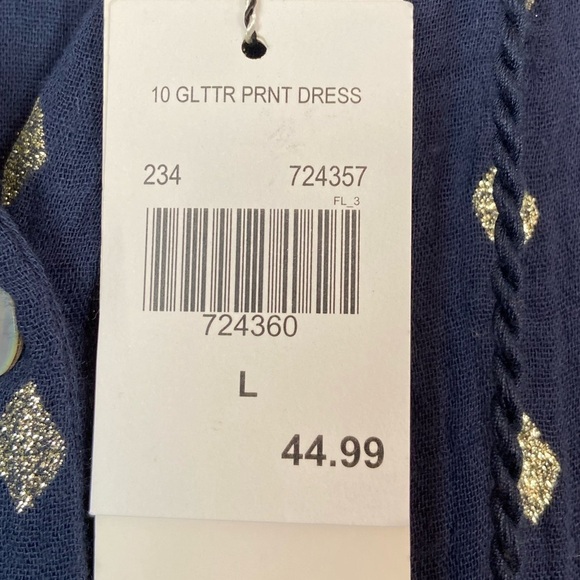 10 GLTTR PRNT DRESS
234 724357
FL_3
724360
L
44.99